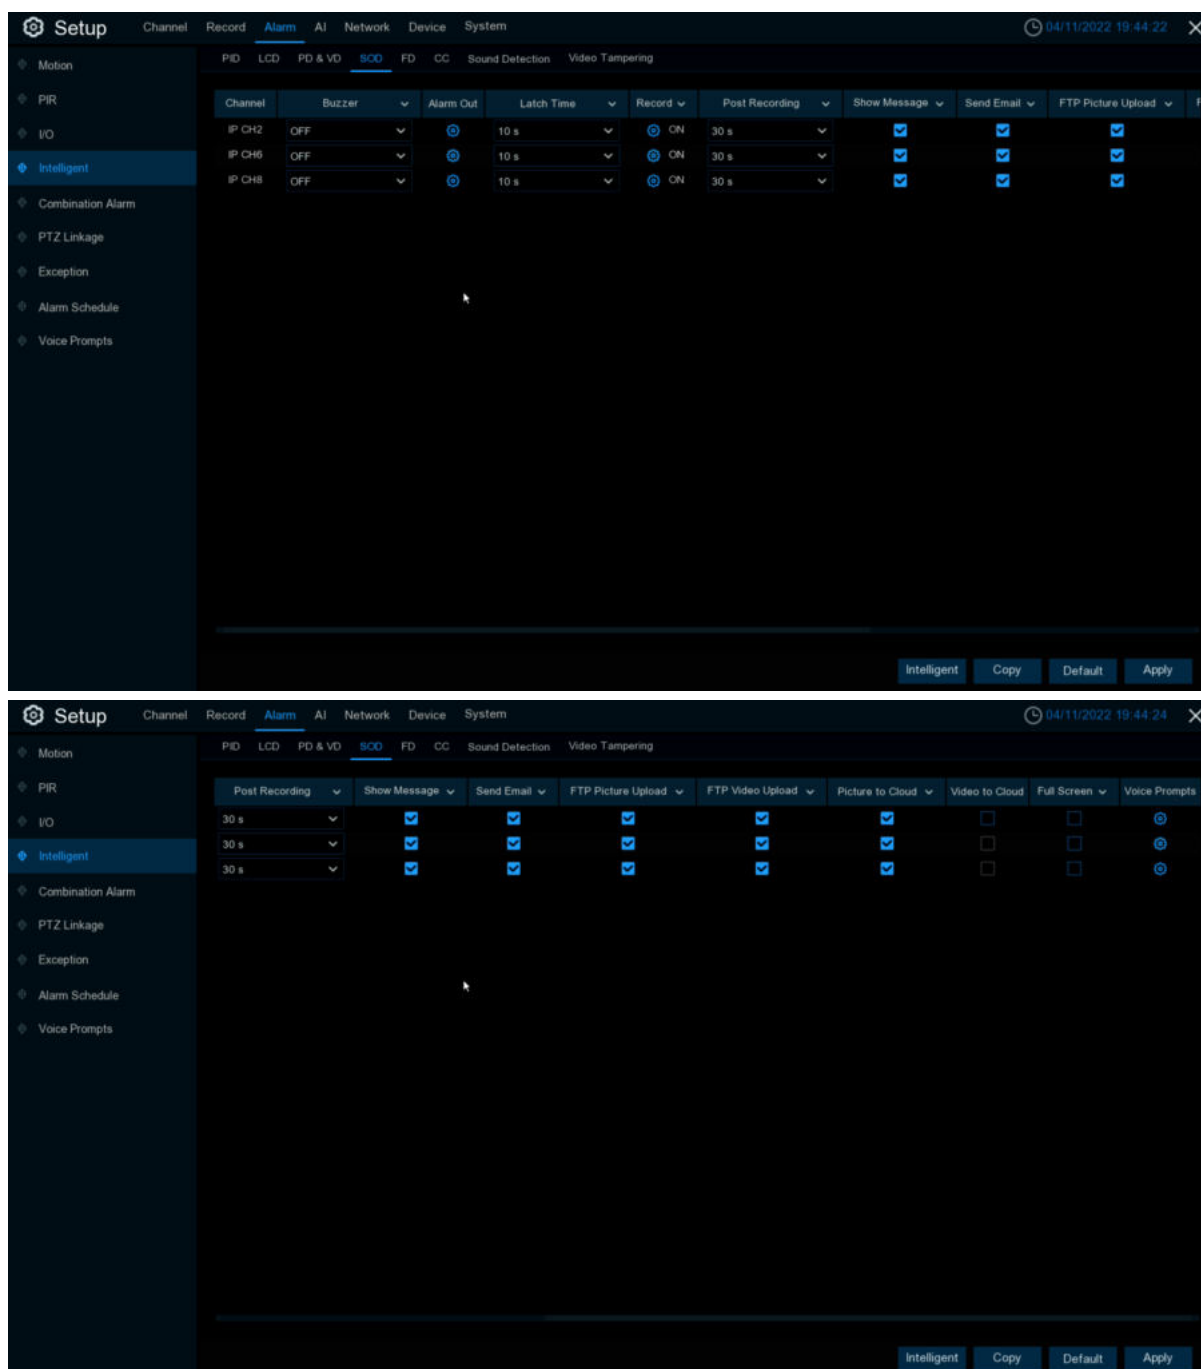 Setup Channel Record Alarm AI Network Device System 04/11/2022 19:44:22
Motion
PIR
I/O
Intelligent
Combination Alarm
PTZ Linkage
Exception
Alarm Schedule
Voice Prompts
PID LCD PD & VD SOD FD CC Sound Detection Video Tampering
Channel Buzzer Alarm Out Latch Time Record Post Recording Show Message Send Email FTP Picture Upload F
IP CH2 OFF 10 s ON 30 s
IP CH6 OFF 10 s ON 30 s
IP CH8 OFF 10 s ON 30 s
Intelligent Copy Default Apply
Setup Channel Record Alarm AI Network Device System 04/11/2022 19:44:24
Motion
PIR
I/O
Intelligent
Combination Alarm
PTZ Linkage
Exception
Alarm Schedule
Voice Prompts
PID LCD PD & VD SOD FD CC Sound Detection Video Tampering
Post Recording Show Message Send Email FTP Picture Upload FTP Video Upload Picture to Cloud Video to Cloud Full Screen Voice Prompts
30 s
30 s
30 s
Intelligent Copy Default Apply